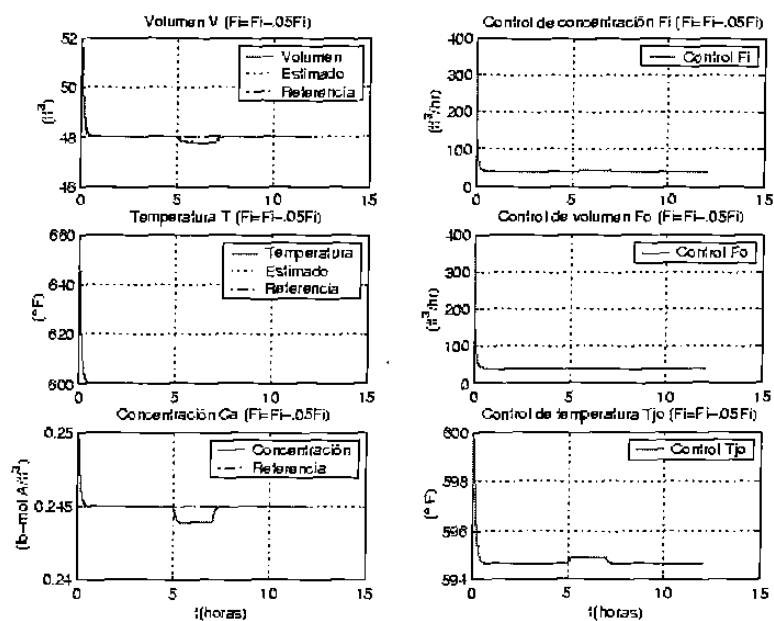 Volumen V (Fi=Fi-.05Fi)
52
50
48
46
(ft³)
Volumen
Estimado
Referencia
0
5
10
15
Control de concentración Fi (Fi=Fi-.05Fi)
400
300
200
100
0
(ft³/hr)
Control Fi
0
5
10
15
Temperatura T (Fi=Fi-.05Fi)
660
640
620
600
(°F)
Temperatura
Estimado
Referencia
0
5
10
15
Control de volumen Fo (Fi=Fi-.05Fi)
400
300
200
100
0
(ft³/hr)
Control Fo
0
5
10
15
Concentración Ca (Fi=Fi-.05Fi)
0.25
0.245
0.24
(lb-mol A/ft³)
Concentración
Referencia
0
5
10
15
t(horas)
Control de temperatura Tjo (Fi=Fi-.05Fi)
600
598
596
594
(°F)
Control Tjo
0
5
10
15
t(horas)